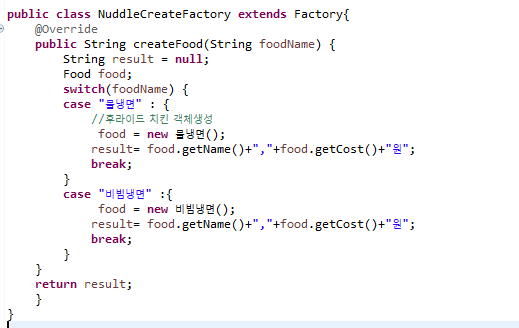 public class NuddleCreateFactory extends Factory{
@Override
public String createFood(String foodName) {
String result = null;
Food food;
switch(foodName) {
case "물냉면" : {
//후라이드 치킨 객체생성
food = new 물냉면();
result= food.getName()+","+food.getCost()+"원";
break;
}
case "비빔냉면" :{
food = new 비빔냉면();
result= food.getName()+","+food.getCost()+"원";
break;
}
}
return result;
}
}